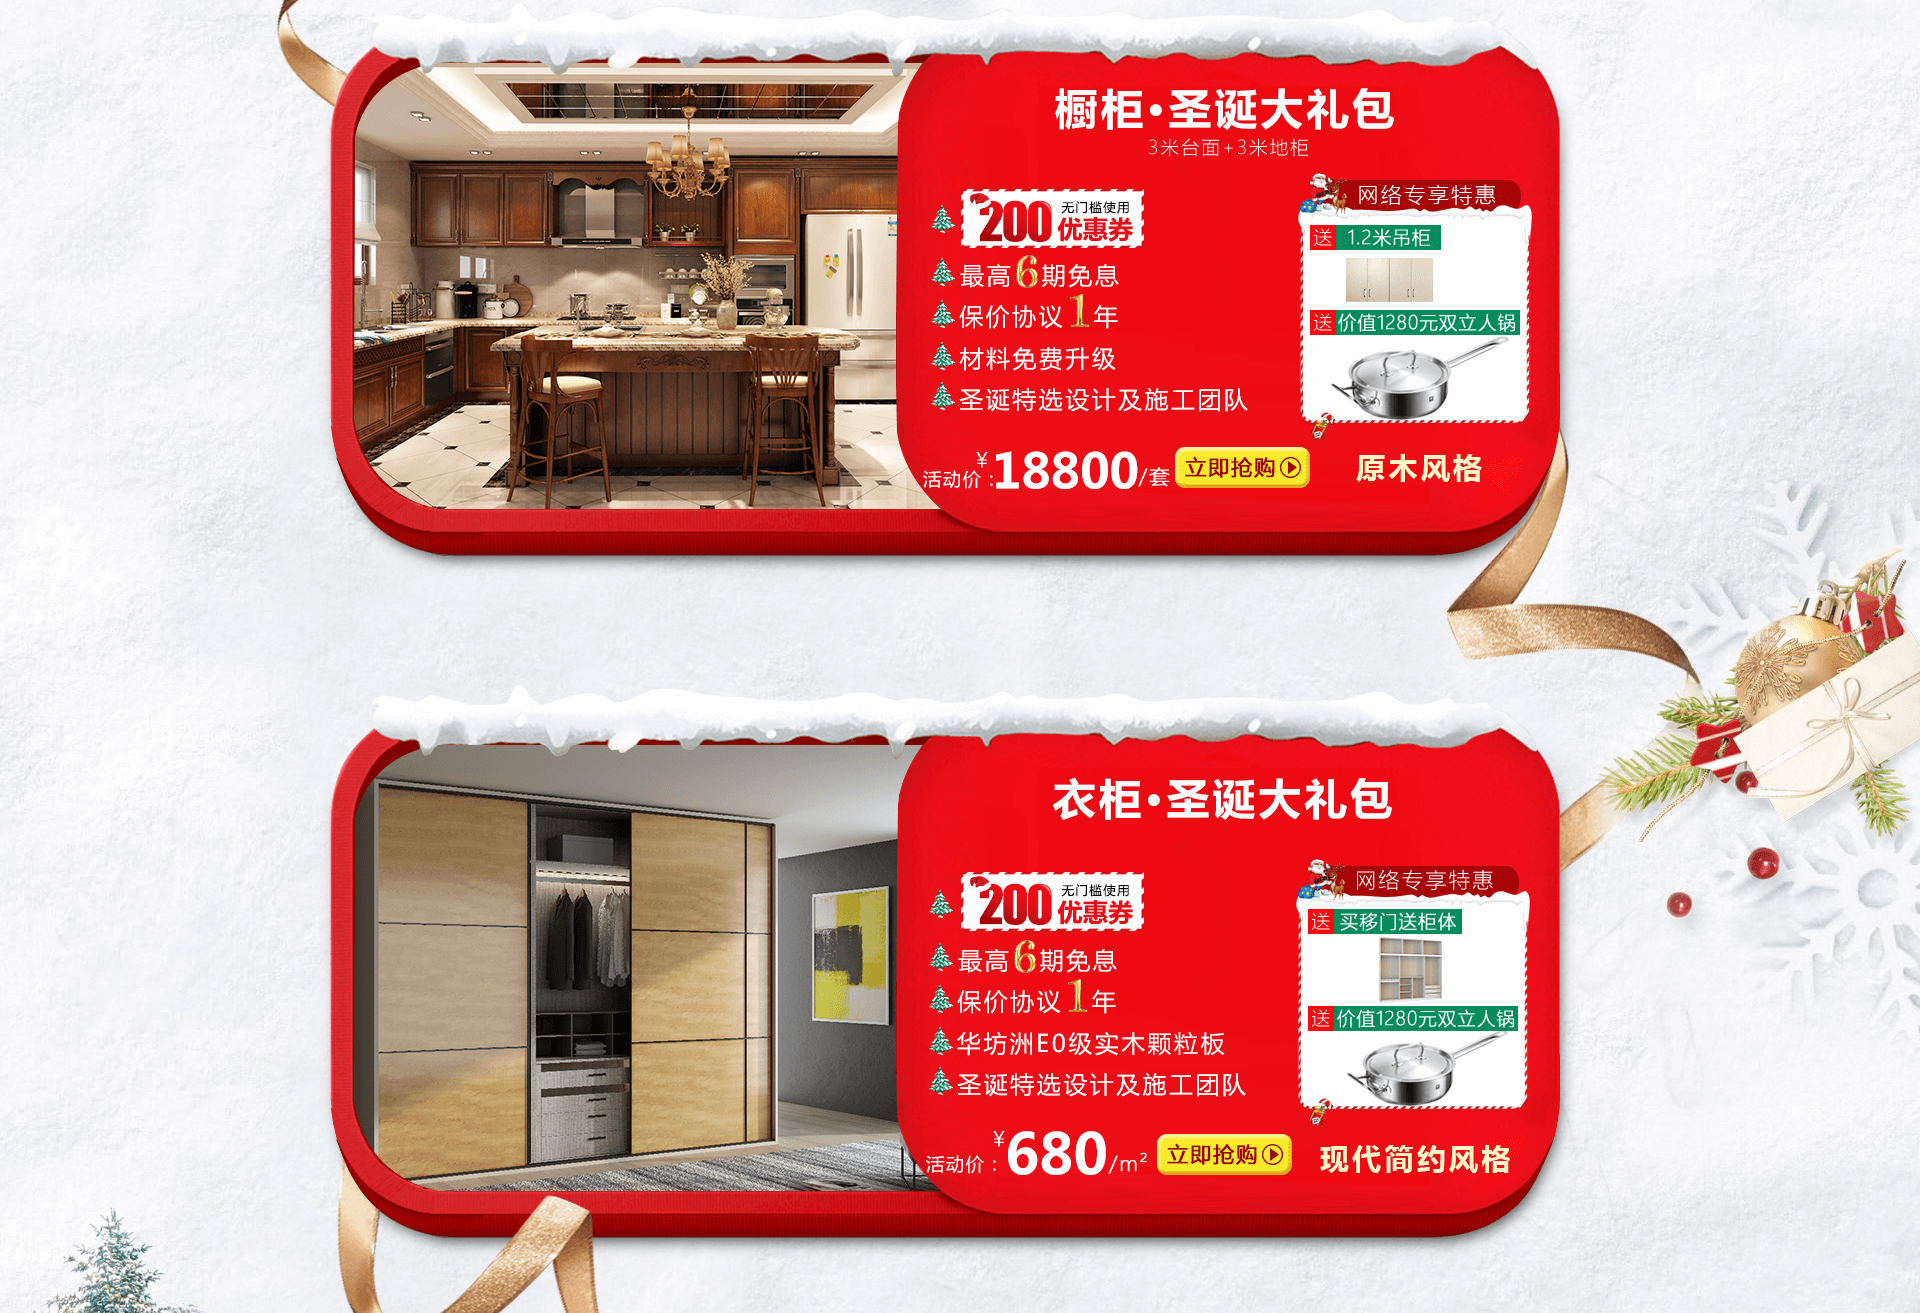 橱柜·圣诞大礼包
3米台面+3米地柜
200 无门槛使用
优惠券
最高6期免息
保价协议1年
材料免费升级
圣诞特选设计及施工团队
网络专享特惠
送 1.2米吊柜
送 价值1280元双立人锅
活动价:¥18800/套
立即抢购
原木风格
衣柜·圣诞大礼包
200 无门槛使用
优惠券
最高6期免息
保价协议1年
华坊洲E0级实木颗粒板
圣诞特选设计及施工团队
网络专享特惠
送 买移门送柜体
送 价值1280元双立人锅
活动价:¥680/m²
立即抢购
现代简约风格